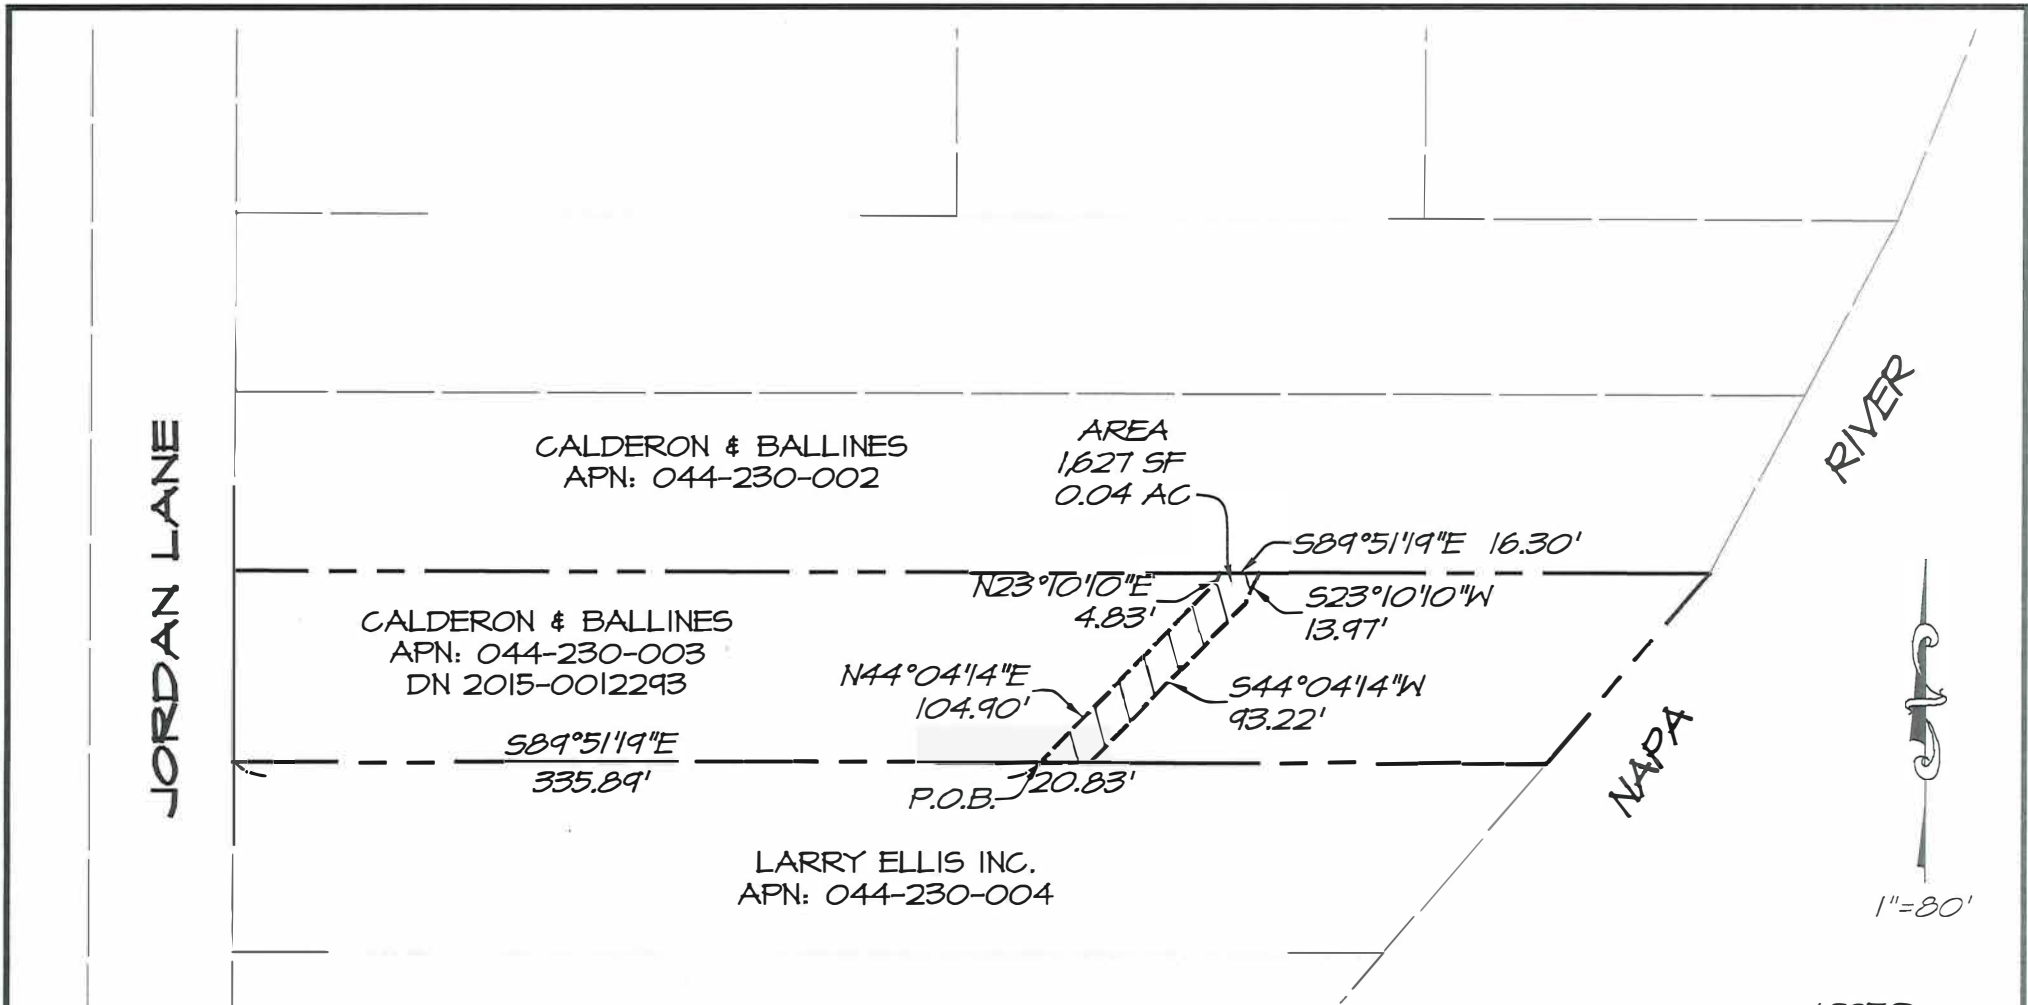 JORDAN LANE
CALDERON & BALLINES
APN: 044-230-002
AREA
1,627 SF
0.04 AC
S89°51'19"E 16.30'
N23°10'10"E
4.83'
S23°10'10"W
13.97'
CALDERON & BALLINES
APN: 044-230-003
DN 2015-0012293
N44°04'14"E
104.90'
S44°04'14"W
93.22'
S89°51'19"E
335.89'
P.O.B.
20.83'
LARRY ELLIS INC.
APN: 044-230-004
NAPA
RIVER
1"=80'